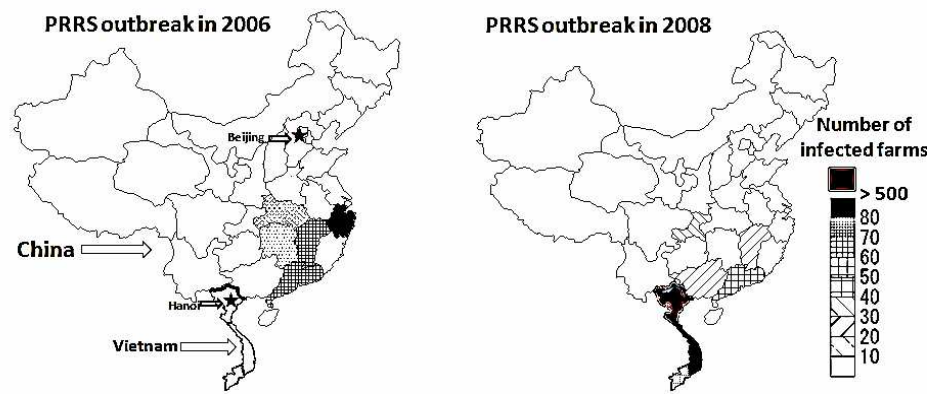 PRRS outbreak in 2006
PRRS outbreak in 2008
Beijing
China
Hanoi
Vietnam
Number of
infected farms
> 500
80
70
60
50
40
30
20
10